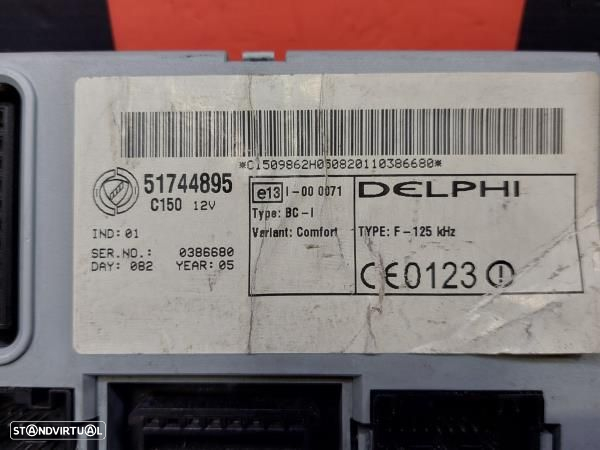 *C1509862H050820110386680*
51744895
C150 12V
IND: 01
SER.NO.: 0386680
DAY: 082 YEAR: 05
e13 I-00 0071
Type: BC-I
Variant: Comfort
DELPHI
TYPE: F-125 kHz
CE0123
STANDVIRTUAL